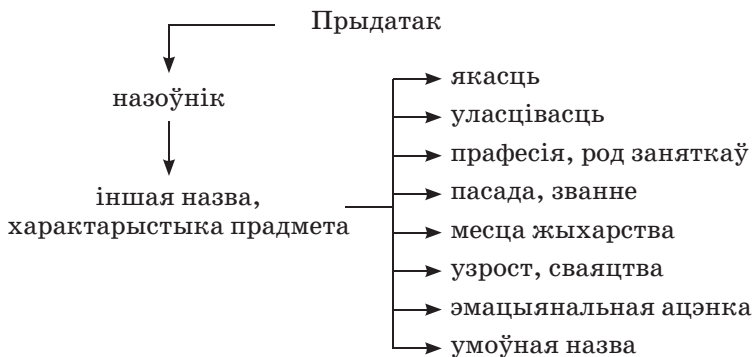 Прыдатак
назоўнік
іншая назва,
характарыстыка прадмета
якасць
уласцівасць
прафесія, род заняткаў
пасада, званне
месца жыхарства
узрост, сваяцтва
эмацыянальная ацэнка
умоўная назва